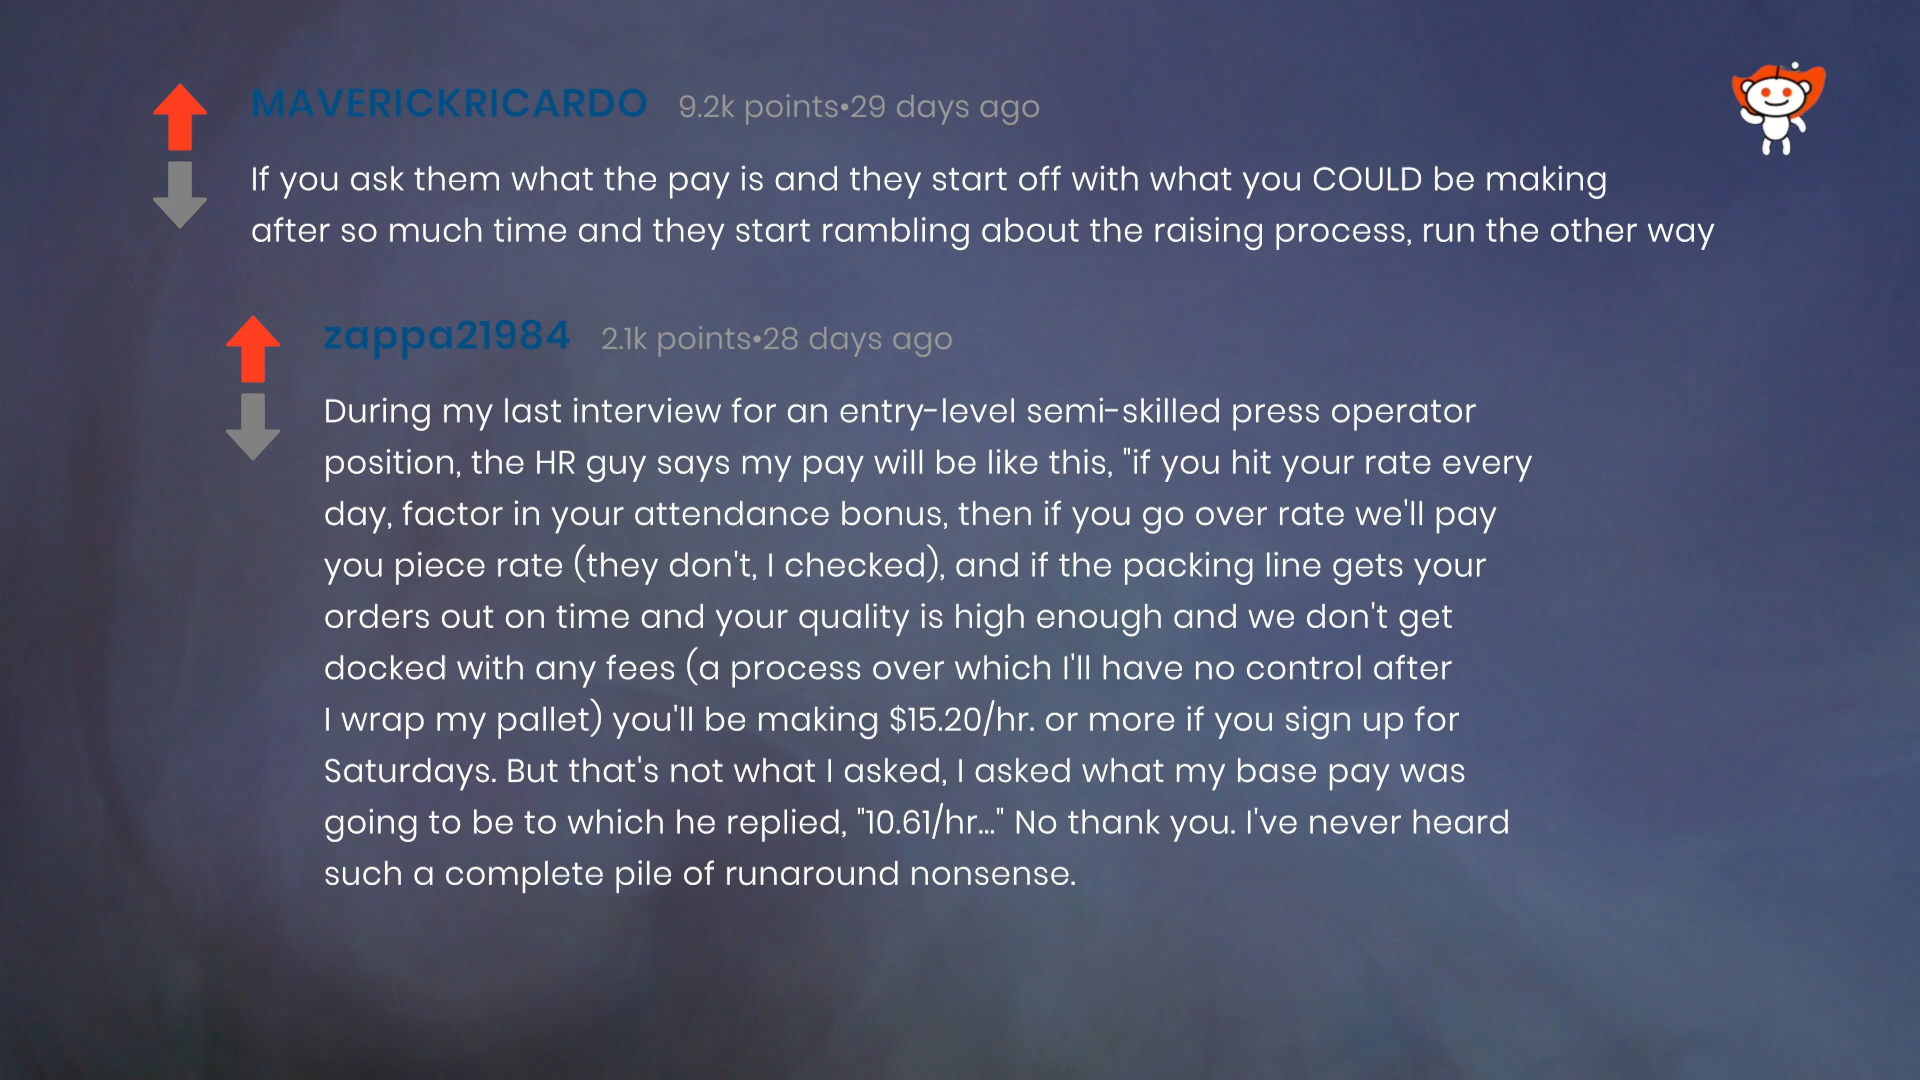 MAVERICKRICARDO 9.2k points•29 days ago
If you ask them what the pay is and they start off with what you COULD be making
after so much time and they start rambling about the raising process, run the other way
zappa21984 2.1k points•28 days ago
During my last interview for an entry-level semi-skilled press operator
position, the HR guy says my pay will be like this, "if you hit your rate every
day, factor in your attendance bonus, then if you go over rate we'll pay
you piece rate (they don't, I checked), and if the packing line gets your
orders out on time and your quality is high enough and we don't get
docked with any fees (a process over which I'll have no control after
I wrap my pallet) you'll be making $15.20/hr. or more if you sign up for
Saturdays. But that's not what I asked, I asked what my base pay was
going to be to which he replied, "10.61/hr..." No thank you. I've never heard
such a complete pile of runaround nonsense.